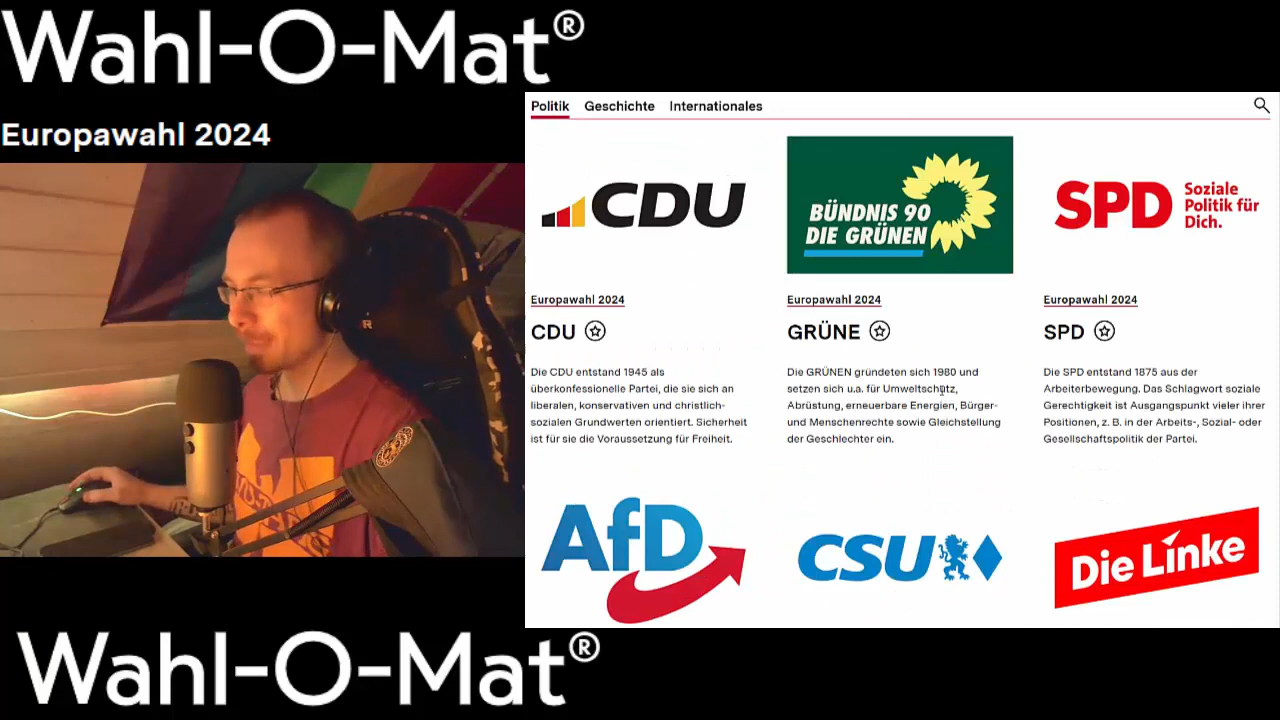 Wahl-O-Mat®
Europawahl 2024
Politik Geschichte Internationales
CDU
BÜNDNIS 90
DIE GRÜNEN
SPD Soziale
Politik für
Dich.
Europawahl 2024
CDU
Die CDU entstand 1945 als
überkonfessionelle Partei, die sie sich an
liberalen, konservativen und christlich-
sozialen Grundwerten orientiert. Sicherheit
ist für sie die Voraussetzung für Freiheit.
Europawahl 2024
GRÜNE
Die GRÜNEN gründeten sich 1980 und
setzen sich u.a. für Umweltschutz,
Abrüstung, erneuerbare Energien, Bürger-
und Menschenrechte sowie Gleichstellung
der Geschlechter ein.
Europawahl 2024
SPD
Die SPD entstand 1875 aus der
Arbeiterbewegung. Das Schlagwort soziale
Gerechtigkeit ist Ausgangspunkt vieler ihrer
Positionen, z. B. in der Arbeits-, Sozial- oder
Gesellschaftspolitik der Partei.
AfD
CSU
Die Linke
Wahl-O-Mat®